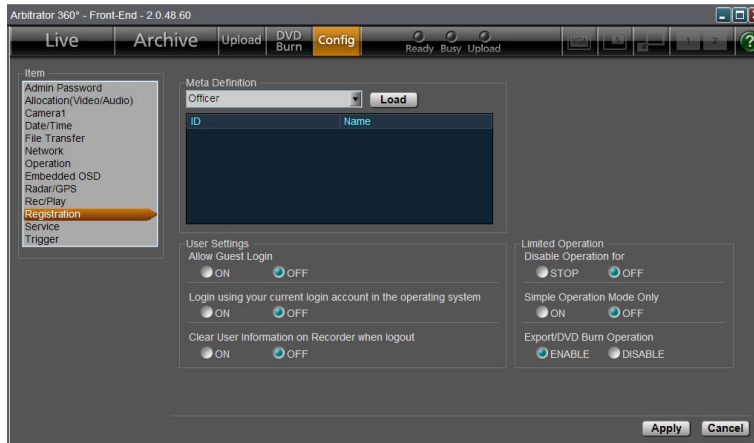 Arbitrator 360° - Front-End - 2.0.48.60
Live
Archive
Upload
DVD
Burn
Config
Ready Busy Upload
VGA
1
2
?
Item
Admin Password
Allocation(Video/Audio)
Camera1
Date/Time
File Transfer
Network
Operation
Embedded OSD
Radar/GPS
Rec/Play
Registration
Service
Trigger
Meta Definition
Officer
Load
ID Name
User Settings
Allow Guest Login
ON OFF
Login using your current login account in the operating system
ON OFF
Clear User Information on Recorder when logout
ON OFF
Limited Operation
Disable Operation for
STOP OFF
Simple Operation Mode Only
ON OFF
Export/DVD Burn Operation
ENABLE DISABLE
Apply Cancel